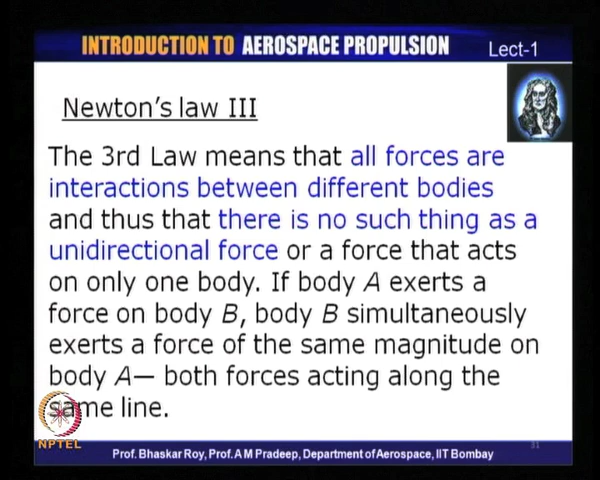 INTRODUCTION TO AEROSPACE PROPULSION Lect-1
Newton's law III
The 3rd Law means that all forces are
interactions between different bodies
and thus that there is no such thing as a
unidirectional force or a force that acts
on only one body. If body A exerts a
force on body B, body B simultaneously
exerts a force of the same magnitude on
body A— both forces acting along the
same line.
NPTEL
31
Prof. Bhaskar Roy, Prof. A M Pradeep, Department of Aerospace, IIT Bombay